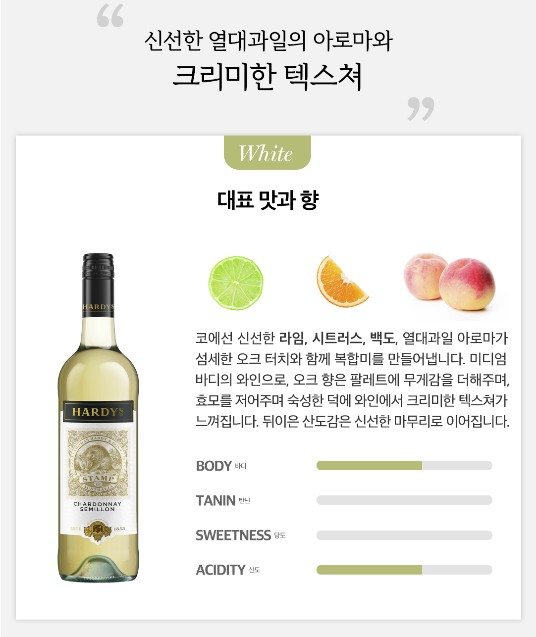 “
신선한 열대과일의 아로마와
크리미한 텍스쳐
”
White
대표 맛과 향
코에선 신선한 라임, 시트러스, 백도, 열대과일 아로마가
섬세한 오크 터치와 함께 복합미를 만들어냅니다. 미디엄
바디의 와인으로, 오크 향은 팔레트에 무게감을 더해주며,
효모를 저어주며 숙성한 덕에 와인에서 크리미한 텍스쳐가
느껴집니다. 뒤이은 산도감은 신선한 마무리로 이어집니다.
HARDYS
HARDYS
STAMP
CHARDONNAY
SEMILLON
BODY 바디
TANIN 탄닌
SWEETNESS 당도
ACIDITY 산도